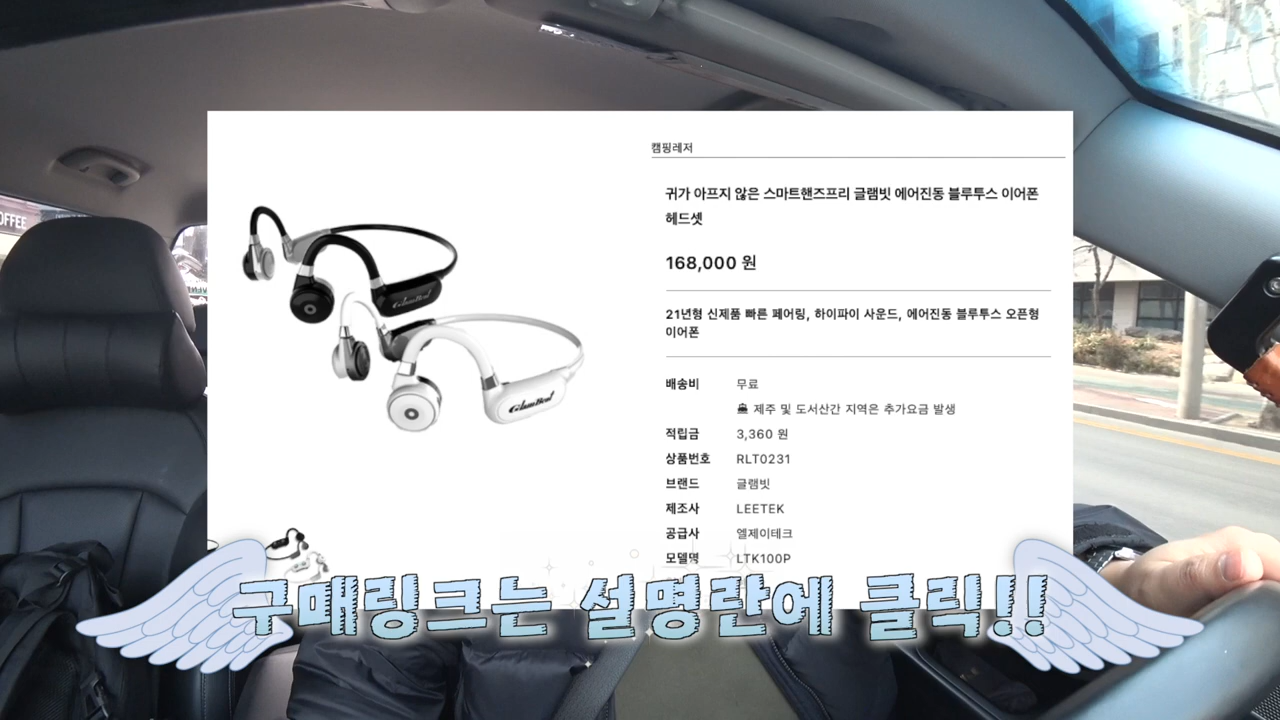 OFFEE
캠핑레저
귀가 아프지 않은 스마트핸즈프리 글램빗 에어진동 블루투스 이어폰
헤드셋
168,000 원
21년형 신제품 빠른 페어링, 하이파이 사운드, 에어진동 블루투스 오픈형
이어폰
배송비 무료
제주 및 도서산간 지역은 추가요금 발생
적립금 3,360 원
상품번호 RLT0231
브랜드 글램빗
제조사 LEETEK
공급사 엘제이테크
모델명 LTK100P
GlamBeat
GlamBeat
구매링크는 설명란에 클릭!!